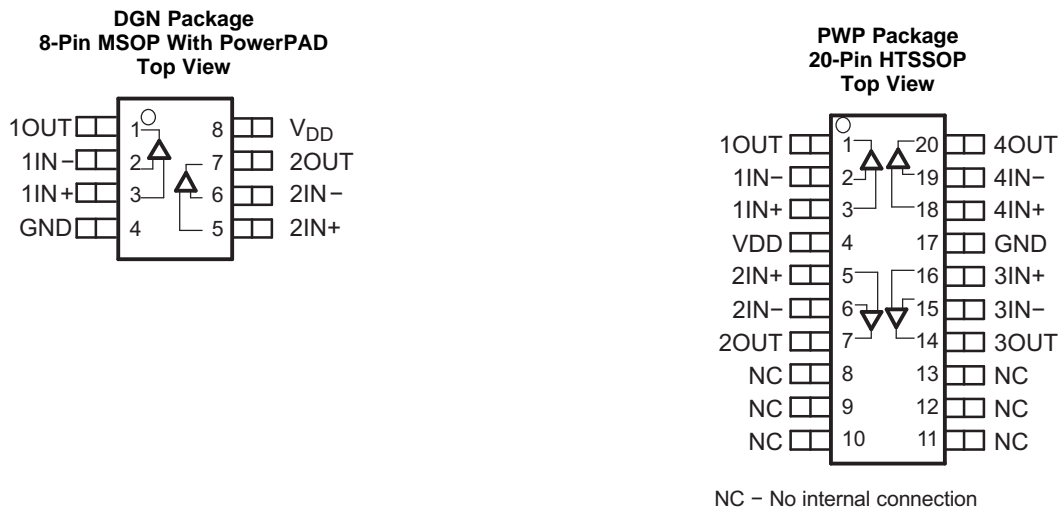 DGN Package
8-Pin MSOP With PowerPAD
Top View
1OUT 1 8 VDD
1IN− 2 7 2OUT
1IN+ 3 6 2IN−
GND 4 5 2IN+
PWP Package
20-Pin HTSSOP
Top View
1OUT 1 20 4OUT
1IN− 2 19 4IN−
1IN+ 3 18 4IN+
VDD 4 17 GND
2IN+ 5 16 3IN+
2IN− 6 15 3IN−
2OUT 7 14 3OUT
NC 8 13 NC
NC 9 12 NC
NC 10 11 NC
NC − No internal connection